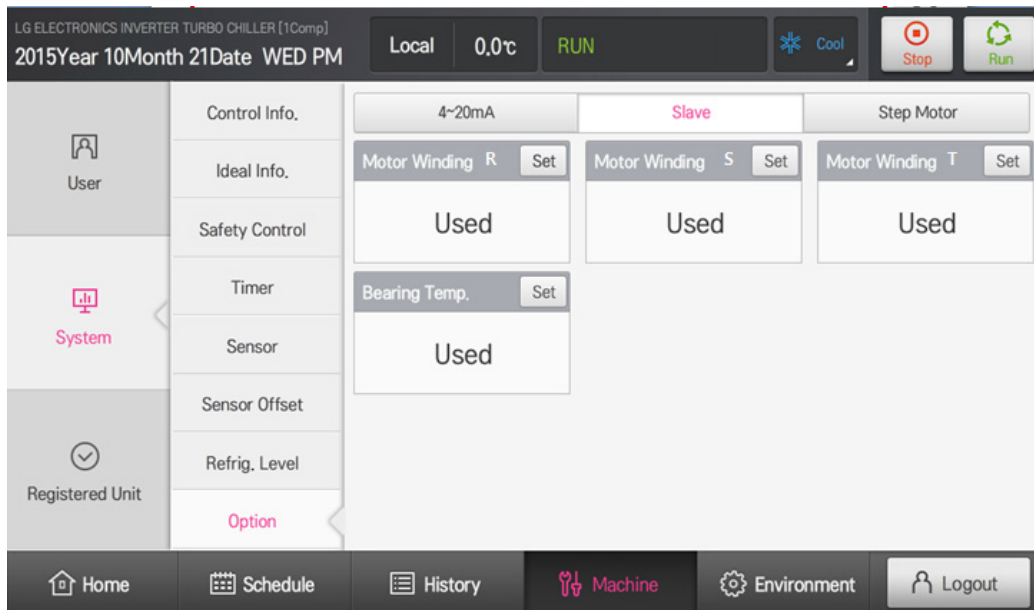 LG ELECTRONICS INVERTER TURBO CHILLER [1Comp]
2015Year 10Month 21Date WED PM
Local 0.0℃ RUN Cool Stop Run
User
System
Registered Unit
Control Info.
Ideal Info.
Safety Control
Timer
Sensor
Sensor Offset
Refrig. Level
Option
4~20mA Slave Step Motor
Motor Winding R Set Motor Winding S Set Motor Winding T Set
Used Used Used
Bearing Temp. Set
Used
Home Schedule History Machine Environment Logout